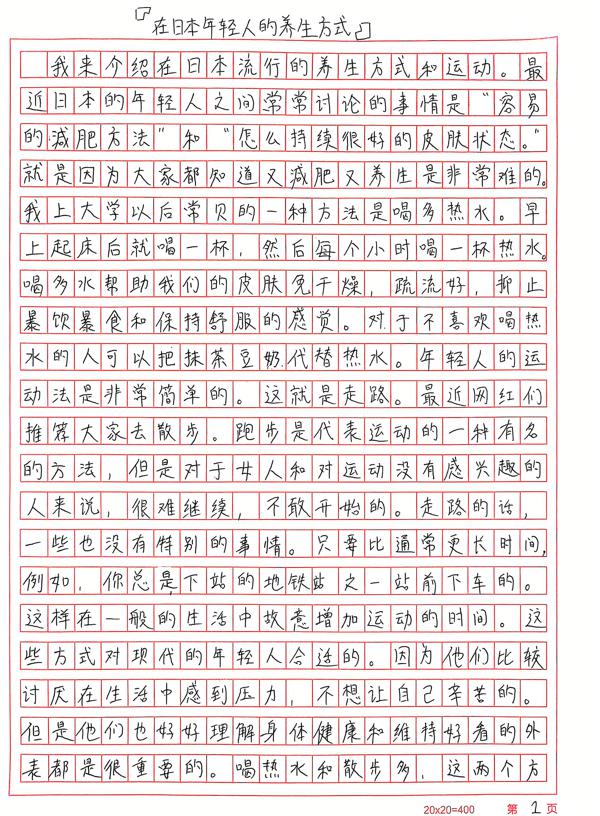 『在日本年轻人的养生方式』
我来介绍在日本流行的养生方式和运动。最
近日本的年轻人之间常常讨论的事情是“容易
的减肥方法”和“怎么持续很好的皮肤状态。”
就是因为大家都知道又减肥又养生是非常难的。
我上大学以后常见的一种方法是喝多热水。早
上起床后就喝一杯，然后每个小时喝一杯热水。
喝多水帮助我们的皮肤免干燥，疏流好，抑止
暴饮暴食和保持舒服的感觉。对于不喜欢喝热
水的人可以把抹茶豆奶代替热水。年轻人的运
动法是非常简单的。这就是走路。最近网红们
推荐大家去散步。跑步是代表运动的一种有名
的方法，但是对于女人和对运动没有感兴趣的
人来说，很难继续，不敢开始的。走路的话，
一些也没有特别的事情。只要比通常更长时间，
例如，你总是下站的地铁站之一站前下车的。
这样在一般的生活中故意增加运动的时间。这
些方式对现代的年轻人合适的。因为他们比较
讨厌在生活中感到压力，不想让自己辛苦的。
但是他们也好好理解身体健康和维持好看的外
表都是很重要的。喝热水和散步多，这两个方
20x20=400 第 1 页